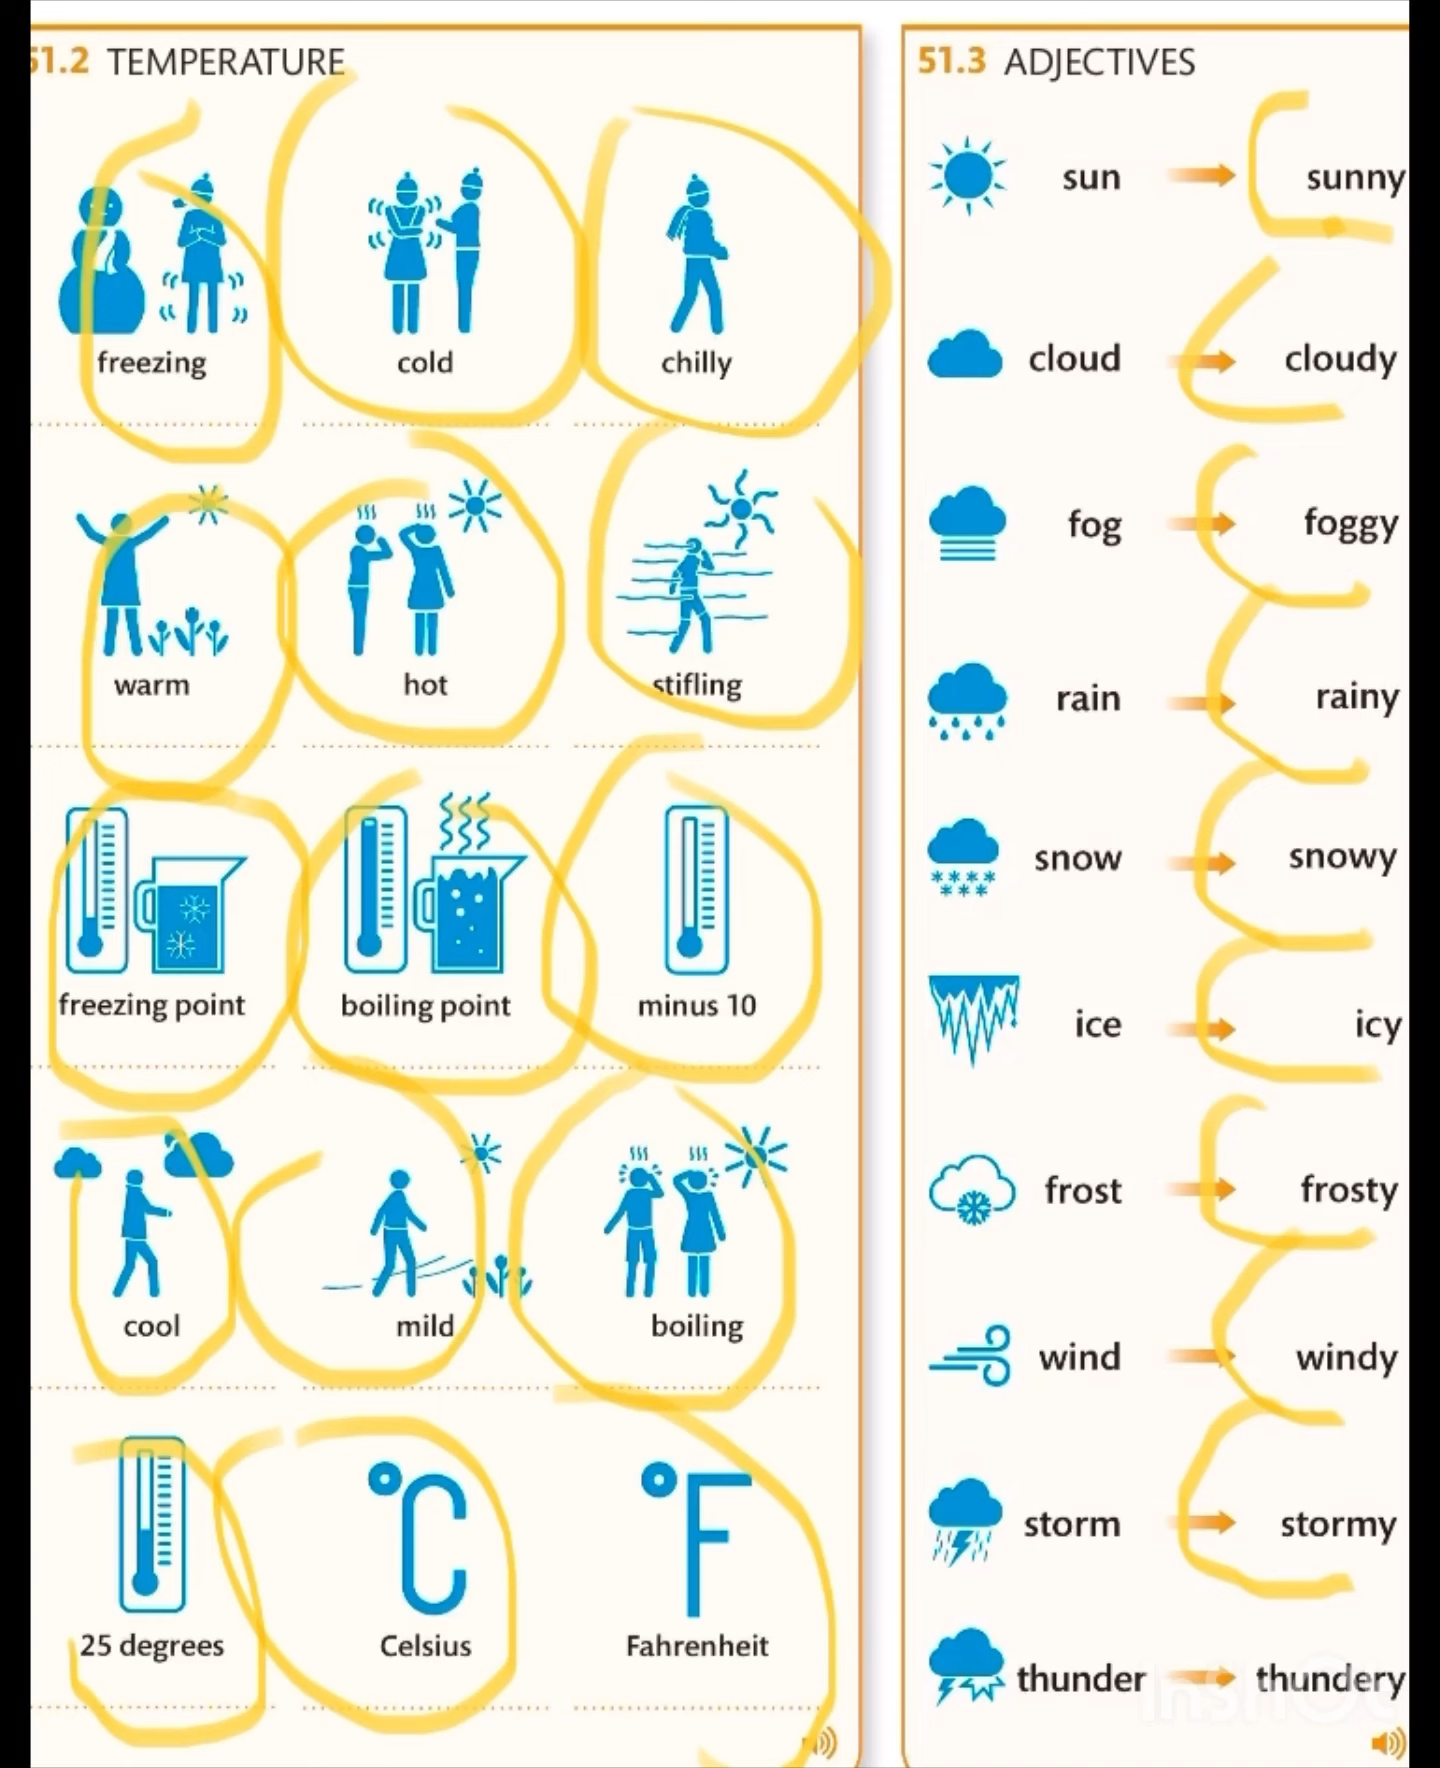 51.2 TEMPERATURE
freezing
cold
chilly
warm
hot
stifling
freezing point
boiling point
minus 10
cool
mild
boiling
25 degrees
°C
Celsius
°F
Fahrenheit
51.3 ADJECTIVES
sun sunny
cloud cloudy
fog foggy
rain rainy
snow snowy
ice icy
frost frosty
wind windy
storm stormy
thunder thundery
InShOt